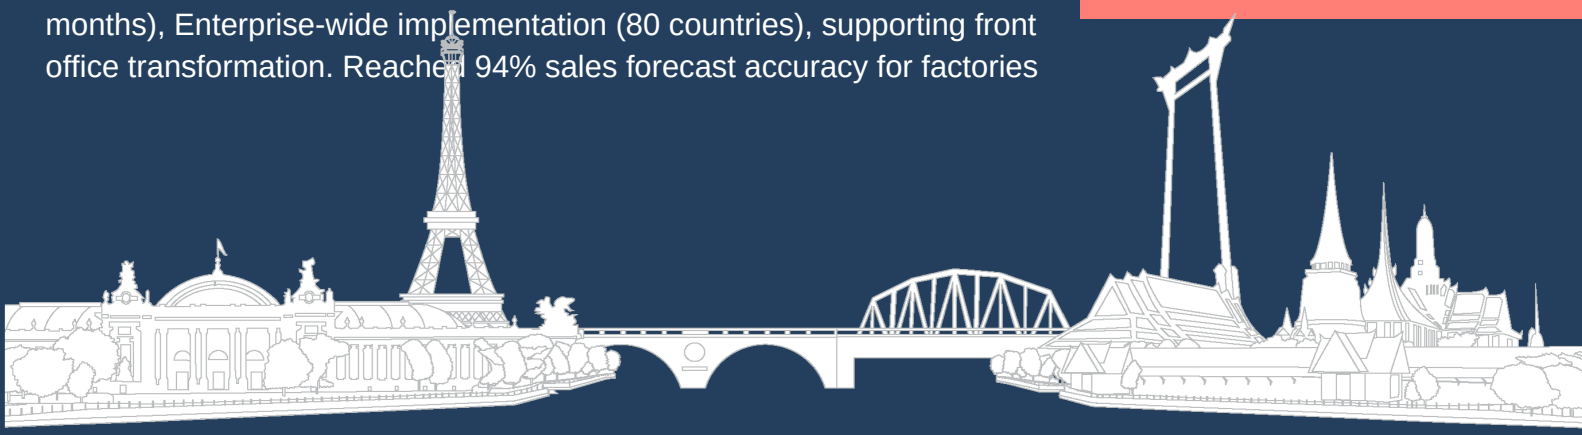 months), Enterprise-wide implementation (80 countries), supporting front
office transformation. Reached 94% sales forecast accuracy for factories